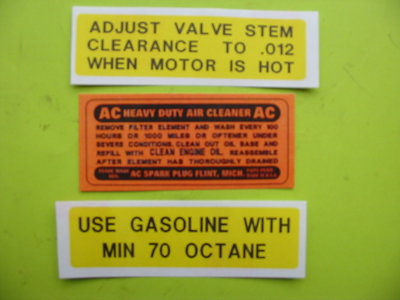 ADJUST VALVE STEM
CLEARANCE TO .012
WHEN MOTOR IS HOT
AC HEAVY DUTY AIR CLEANER AC
REMOVE FILTER ELEMENT AND WASH EVERY 100
HOURS OR 1000 MILES OR OFTENER UNDER
SEVERE CONDITIONS. CLEAN OUT OIL BASE AND
REFILL WITH CLEAN ENGINE OIL. REASSEMBLE
AFTER ELEMENT HAS THOROUGHLY DRAINED
TRADE MARK
AC SPARK PLUG FLINT, MICH.
USE GASOLINE WITH
MIN 70 OCTANE